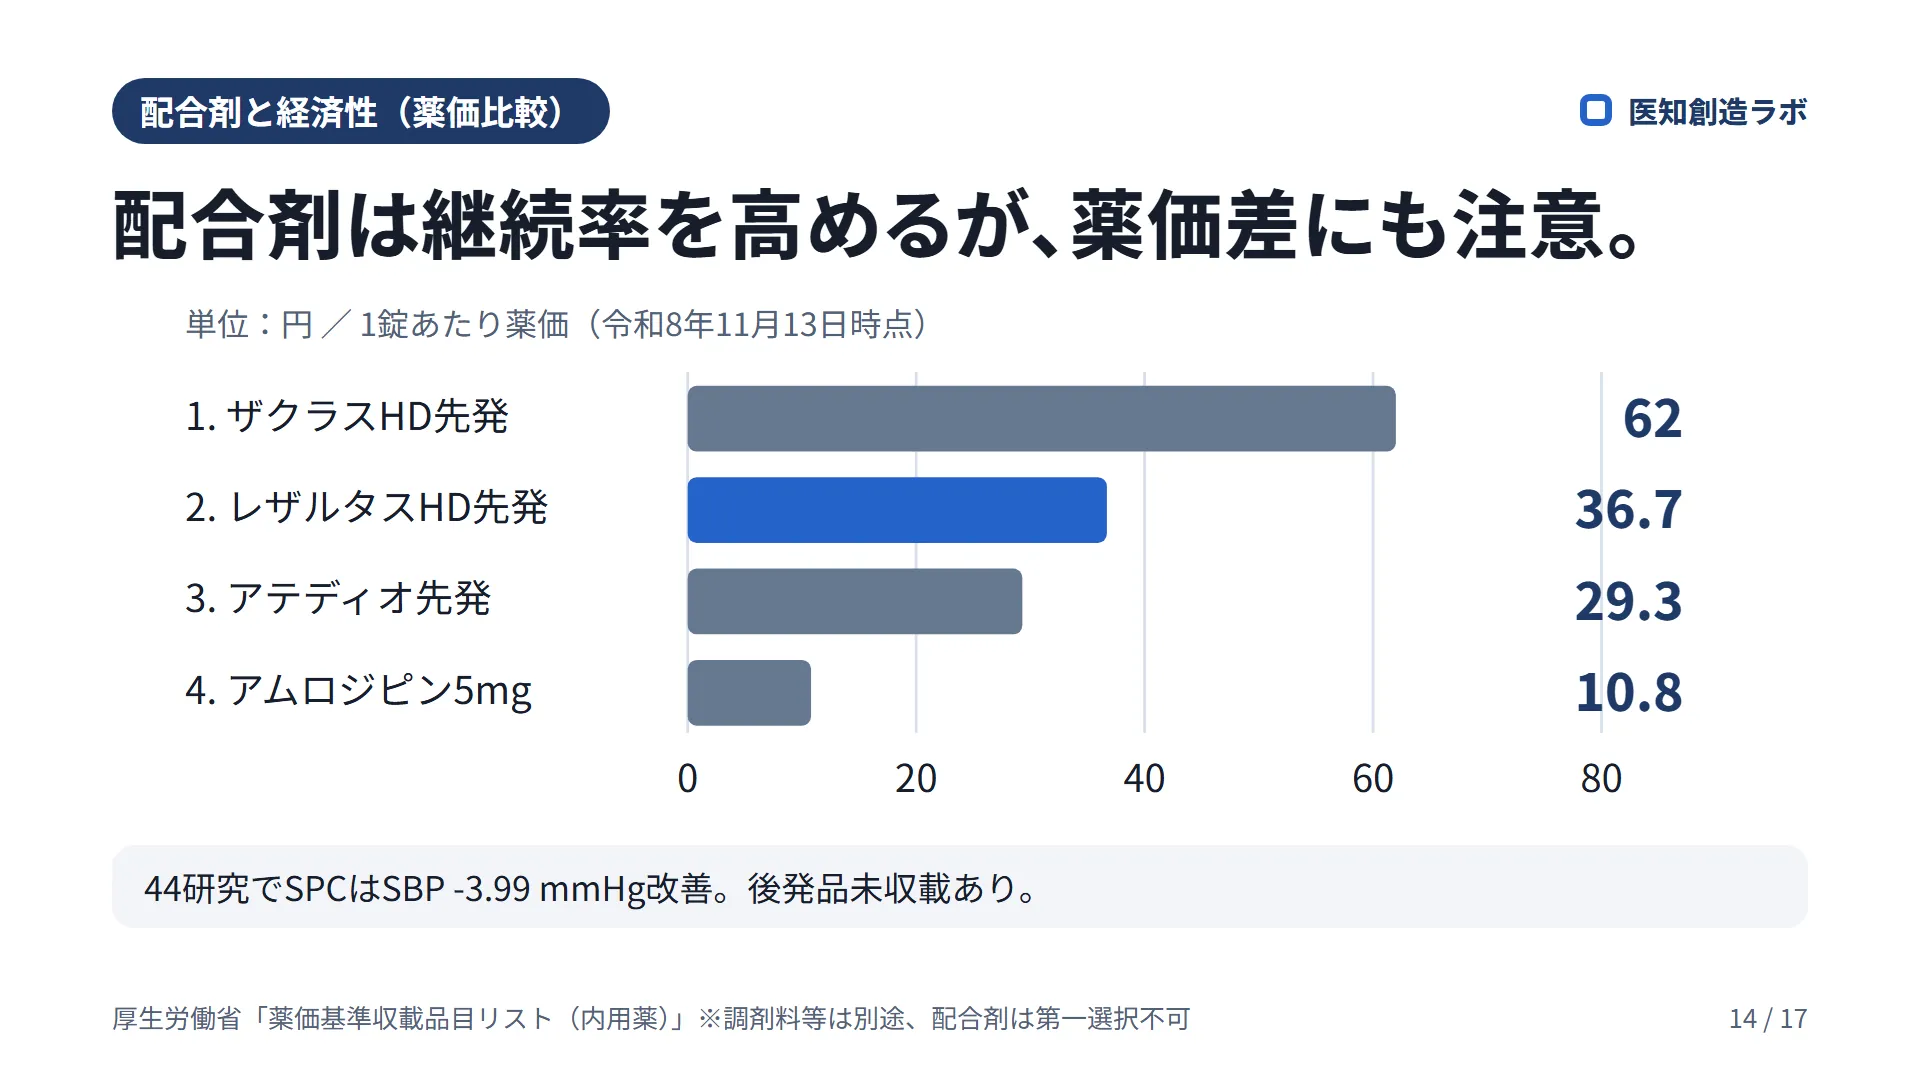 配合剤と経済性（薬価比較）
医知創造ラボ
配合剤は継続率を高めるが、薬価差にも注意。
単位：円 ／ 1錠あたり薬価（令和8年11月13日時点）
1. ザクラスHD先発 62
2. レザルタスHD先発 36.7
3. アテディオ先発 29.3
4. アムロジピン5mg 10.8
0 20 40 60 80
44研究でSPCはSBP -3.99 mmHg改善。後発品未収載あり。
厚生労働省「薬価基準収載品目リスト（内用薬）」※調剤料等は別途、配合剤は第一選択不可
14 / 17